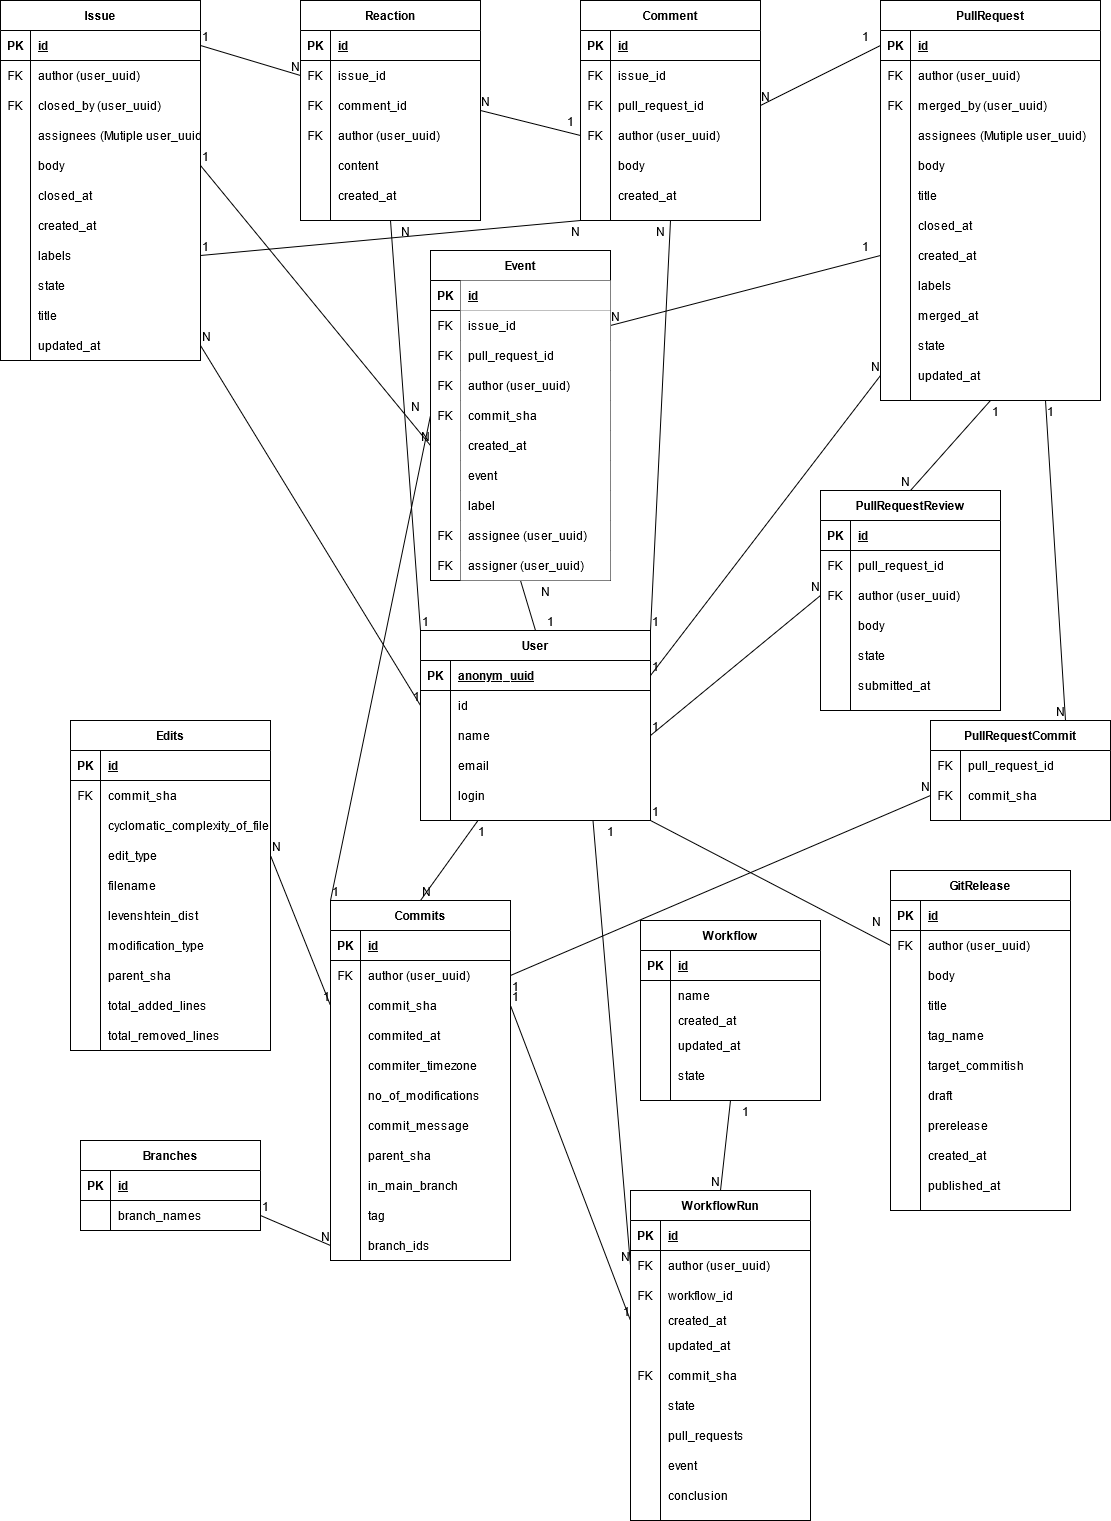 Issue
PK id
FK author (user_uuid)
FK closed_by (user_uuid)
assignees (Mutiple user_uuid
body
closed_at
created_at
labels
state
title
updated_at
1
1
1
N
Reaction
PK id
FK issue_id
FK comment_id
FK author (user_uuid)
content
created_at
N
N
N
Comment
PK id
FK issue_id
FK pull_request_id
FK author (user_uuid)
body
created_at
1
N
N
N
PullRequest
PK id
FK author (user_uuid)
FK merged_by (user_uuid)
assignees (Mutiple user_uuid)
body
title
closed_at
created_at
labels
merged_at
state
updated_at
1
1
N
1
1
Event
PK id
FK issue_id
FK pull_request_id
FK author (user_uuid)
FK commit_sha
created_at
event
label
FK assignee (user_uuid)
FK assigner (user_uuid)
N
N
N
N
PullRequestReview
PK id
FK pull_request_id
FK author (user_uuid)
body
state
submitted_at
N
N
User
PK anonym_uuid
id
name
email
login
1
1
1
1
1
1
1
1
1
PullRequestCommit
FK pull_request_id
FK commit_sha
N
N
Edits
PK id
FK commit_sha
cyclomatic_complexity_of_file
edit_type
filename
levenshtein_dist
modification_type
parent_sha
total_added_lines
total_removed_lines
N
Commits
PK id
FK author (user_uuid)
commit_sha
commited_at
commiter_timezone
no_of_modifications
commit_message
parent_sha
in_main_branch
tag
branch_ids
1
N
1
1
1
N
Workflow
PK id
name
created_at
updated_at
state
1
GitRelease
PK id
FK author (user_uuid)
body
title
tag_name
target_commitish
draft
prerelease
created_at
published_at
N
Branches
PK id
branch_names
1
WorkflowRun
PK id
FK author (user_uuid)
FK workflow_id
created_at
updated_at
FK commit_sha
state
pull_requests
event
conclusion
N
N
1